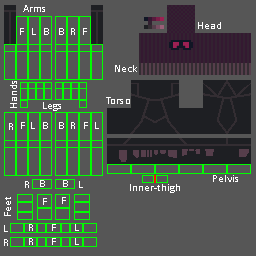 Arms
F L B B R F
Head
Neck
Hands
Torso
Legs
R F L B B R F L
R B B L
Inner-thigh
Pelvis
Feet
F F
L R F L
R R F L